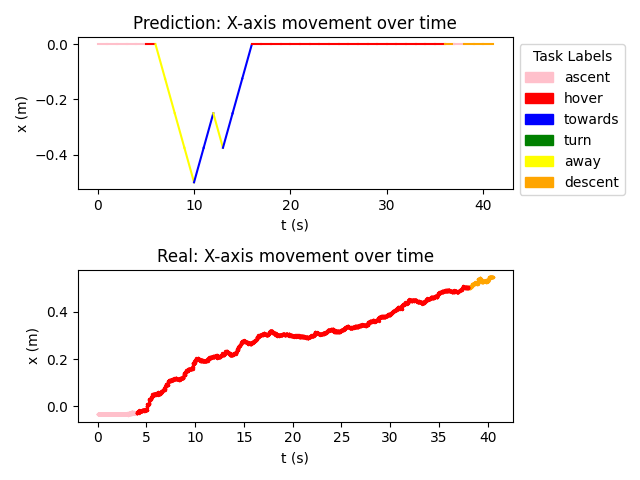 Prediction: X-axis movement over time
0.0
−0.2
−0.4
x (m)
0
10
20
30
40
t (s)
Task Labels
ascent
hover
towards
turn
away
descent
Real: X-axis movement over time
0.4
0.2
0.0
x (m)
0
5
10
15
20
25
30
35
40
t (s)